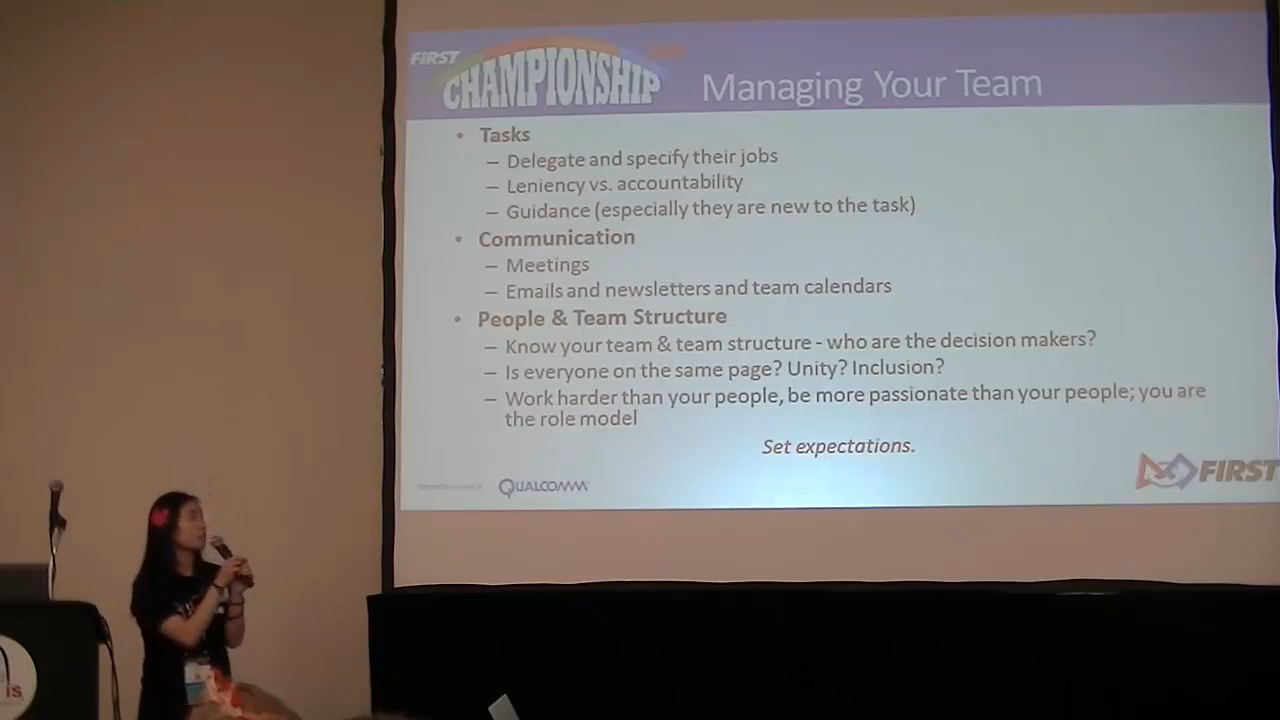 FIRST
CHAMPIONSHIP
Managing Your Team
• Tasks
– Delegate and specify their jobs
– Leniency vs. accountability
– Guidance (especially they are new to the task)
• Communication
– Meetings
– Emails and newsletters and team calendars
• People & Team Structure
– Know your team & team structure - who are the decision makers?
– Is everyone on the same page? Unity? Inclusion?
– Work harder than your people, be more passionate than your people; you are
the role model
Set expectations.
QUALCOMM
FIRST
is